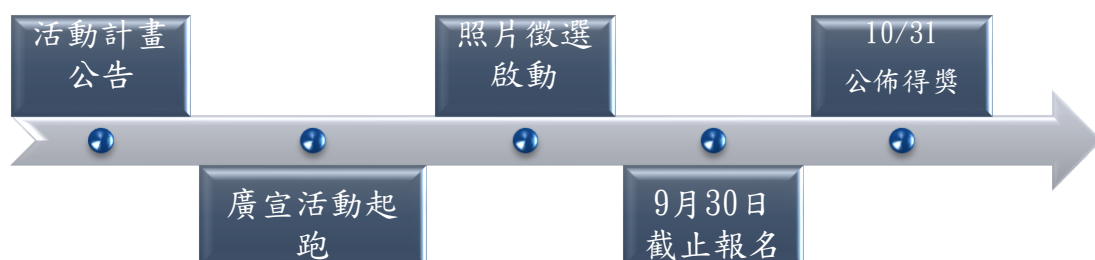 活動計畫
公告
廣宣活動起
跑
照片徵選
啟動
9月30日
截止報名
10/31
公佈得獎